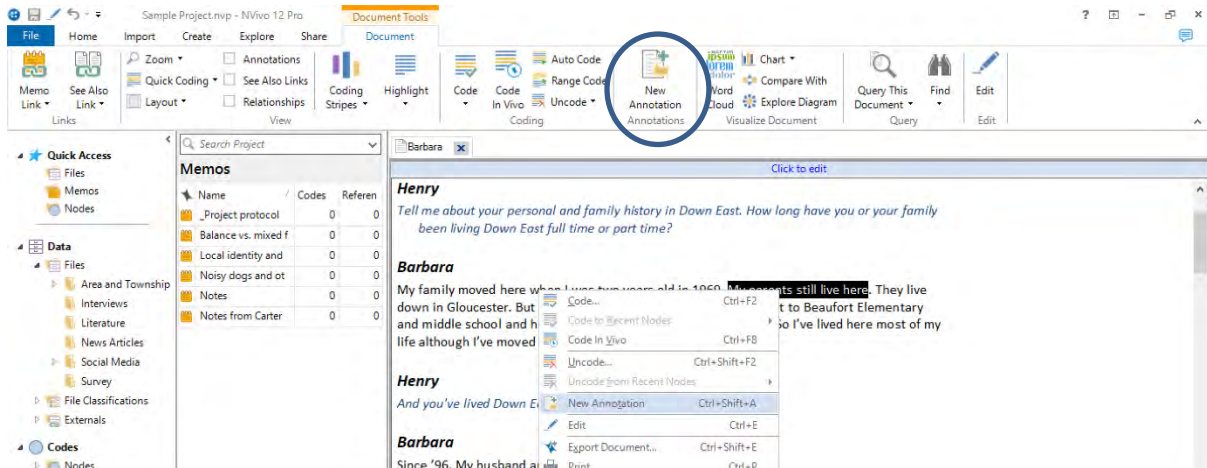 Sample Project.nvp - NVivo 12 Pro
Document Tools
?
File Home Import Create Explore Share Document
Memo Link
See Also Link
Links
Zoom
Quick Coding
Layout
Annotations
See Also Links
Relationships
Coding Stripes
View
Highlight
Code
Code In Vivo
Auto Code
Range Code
Uncode
Coding
New Annotation
Annotations
Word Cloud
Chart
Compare With
Explore Diagram
Visualize Document
Query This Document
Find
Query
Edit
Edit
Quick Access
Files
Memos
Nodes
Data
Files
Area and Township
Interviews
Literature
News Articles
Social Media
Survey
File Classifications
Externals
Codes
Nodes
Search Project
Memos
Name Codes Referen
_Project protocol 0 0
Balance vs. mixed f 0 0
Local identity and 0 0
Noisy dogs and ot 0 0
Notes 0 0
Notes from Carter 0 0
Barbara
Click to edit
Henry
Tell me about your personal and family history in Down East. How long have you or your family
been living Down East full time or part time?
Barbara
My family moved here when I was two years old in 1969. My parents still live here. They live
down in Gloucester. But t to Beaufort Elementary
and middle school and h So I've lived here most of my
life although I've moved
Henry
And you've lived Down E
Barbara
Since '96. My husband a
Code... Ctrl+F2
Code to Recent Nodes
Code In Vivo Ctrl+F8
Uncode... Ctrl+Shift+F2
Uncode from Recent Nodes
New Annotation Ctrl+Shift+A
Edit Ctrl+E
Export Document... Ctrl+Shift+E
Print... Ctrl+P